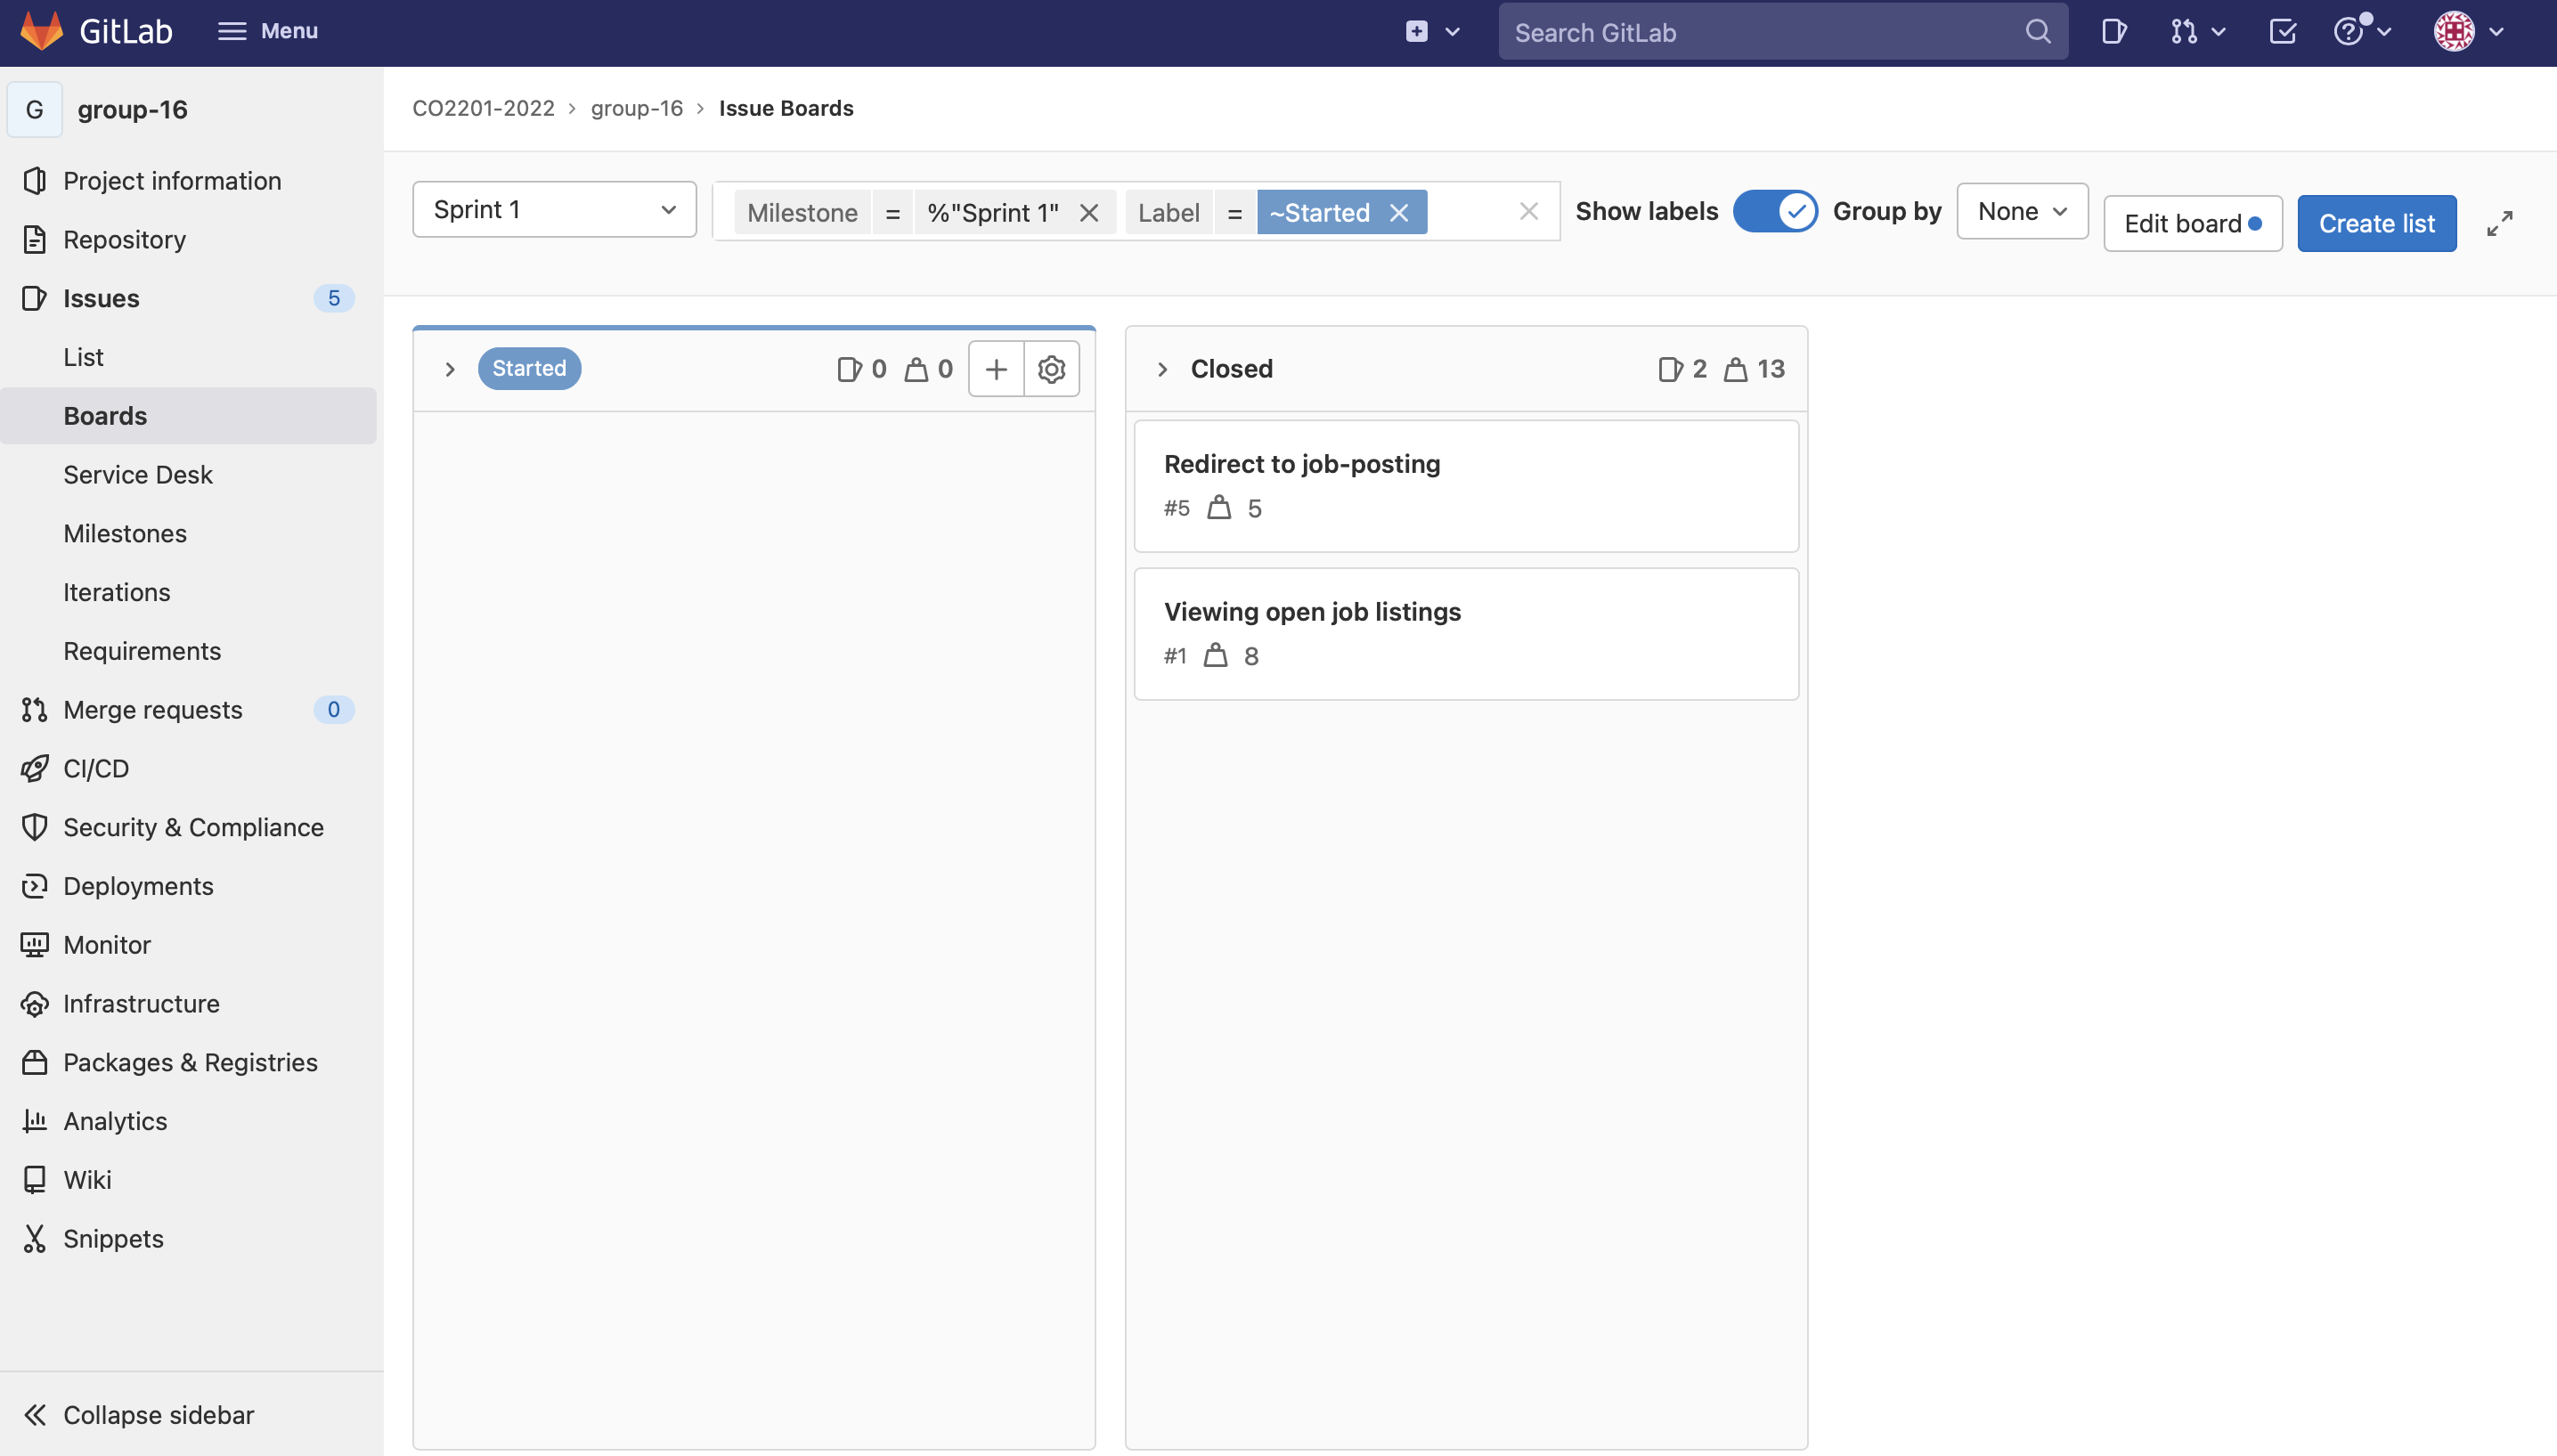 GitLab
Menu
Search GitLab
G
group-16
CO2201-2022 › group-16 › Issue Boards
Project information
Repository
Issues 5
List
Boards
Service Desk
Milestones
Iterations
Requirements
Merge requests 0
CI/CD
Security & Compliance
Deployments
Monitor
Infrastructure
Packages & Registries
Analytics
Wiki
Snippets
Collapse sidebar
Sprint 1
Milestone = %"Sprint 1" Label = ~Started
Show labels
Group by None
Edit board
Create list
Started 0 0
Closed 2 13
Redirect to job-posting
#5 5
Viewing open job listings
#1 8